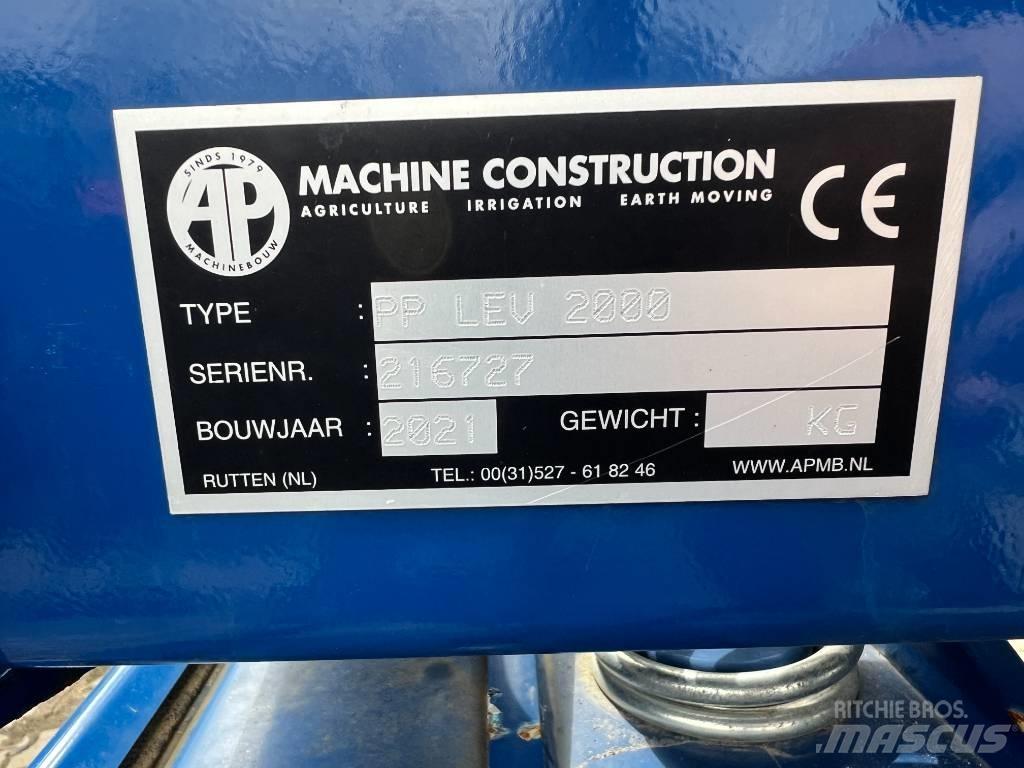 SINDS 1979
AP
MACHINEBOUW
MACHINE CONSTRUCTION
AGRICULTURE IRRIGATION EARTH MOVING
CE
TYPE : PP LEV 2000
SERIENR. : 216727
BOUWJAAR : 2021 GEWICHT : KG
RUTTEN (NL) TEL.: 00(31)527 - 61 82 46 WWW.APMB.NL
RITCHIE BROS.
MASCUS